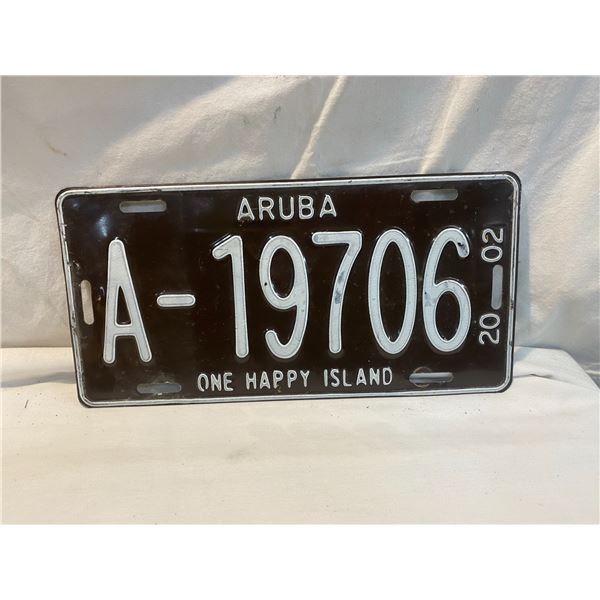 ARUBA
A-19706
20 02
ONE HAPPY ISLAND